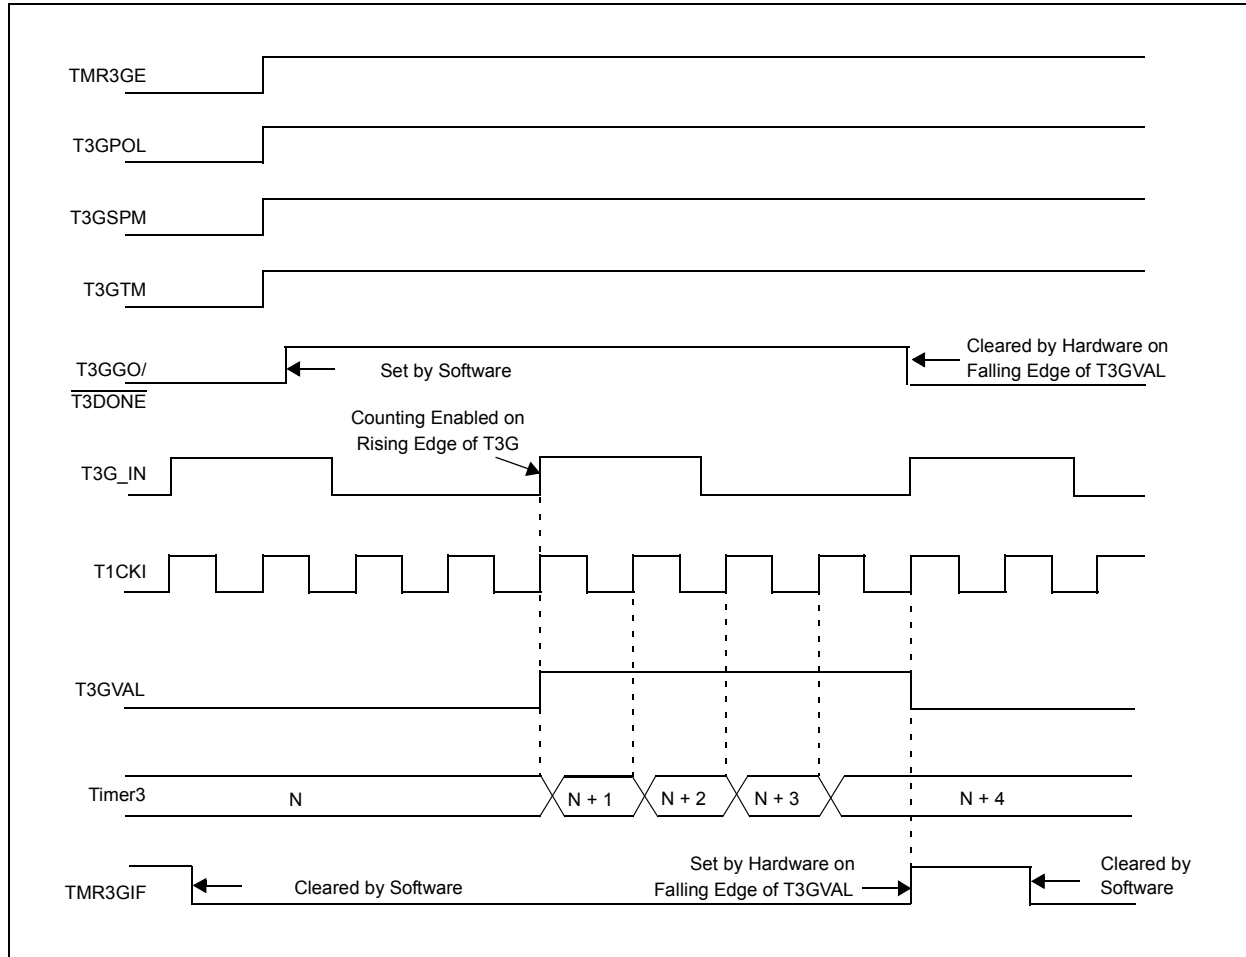 TMR3GE
T3GPOL
T3GSPM
T3GTM
T3GGO/
T3DONE
Set by Software
Cleared by Hardware on
Falling Edge of T3GVAL
Counting Enabled on
Rising Edge of T3G
T3G_IN
T1CKI
T3GVAL
Timer3
N
N + 1
N + 2
N + 3
N + 4
TMR3GIF
Cleared by Software
Set by Hardware on
Falling Edge of T3GVAL
Cleared by
Software